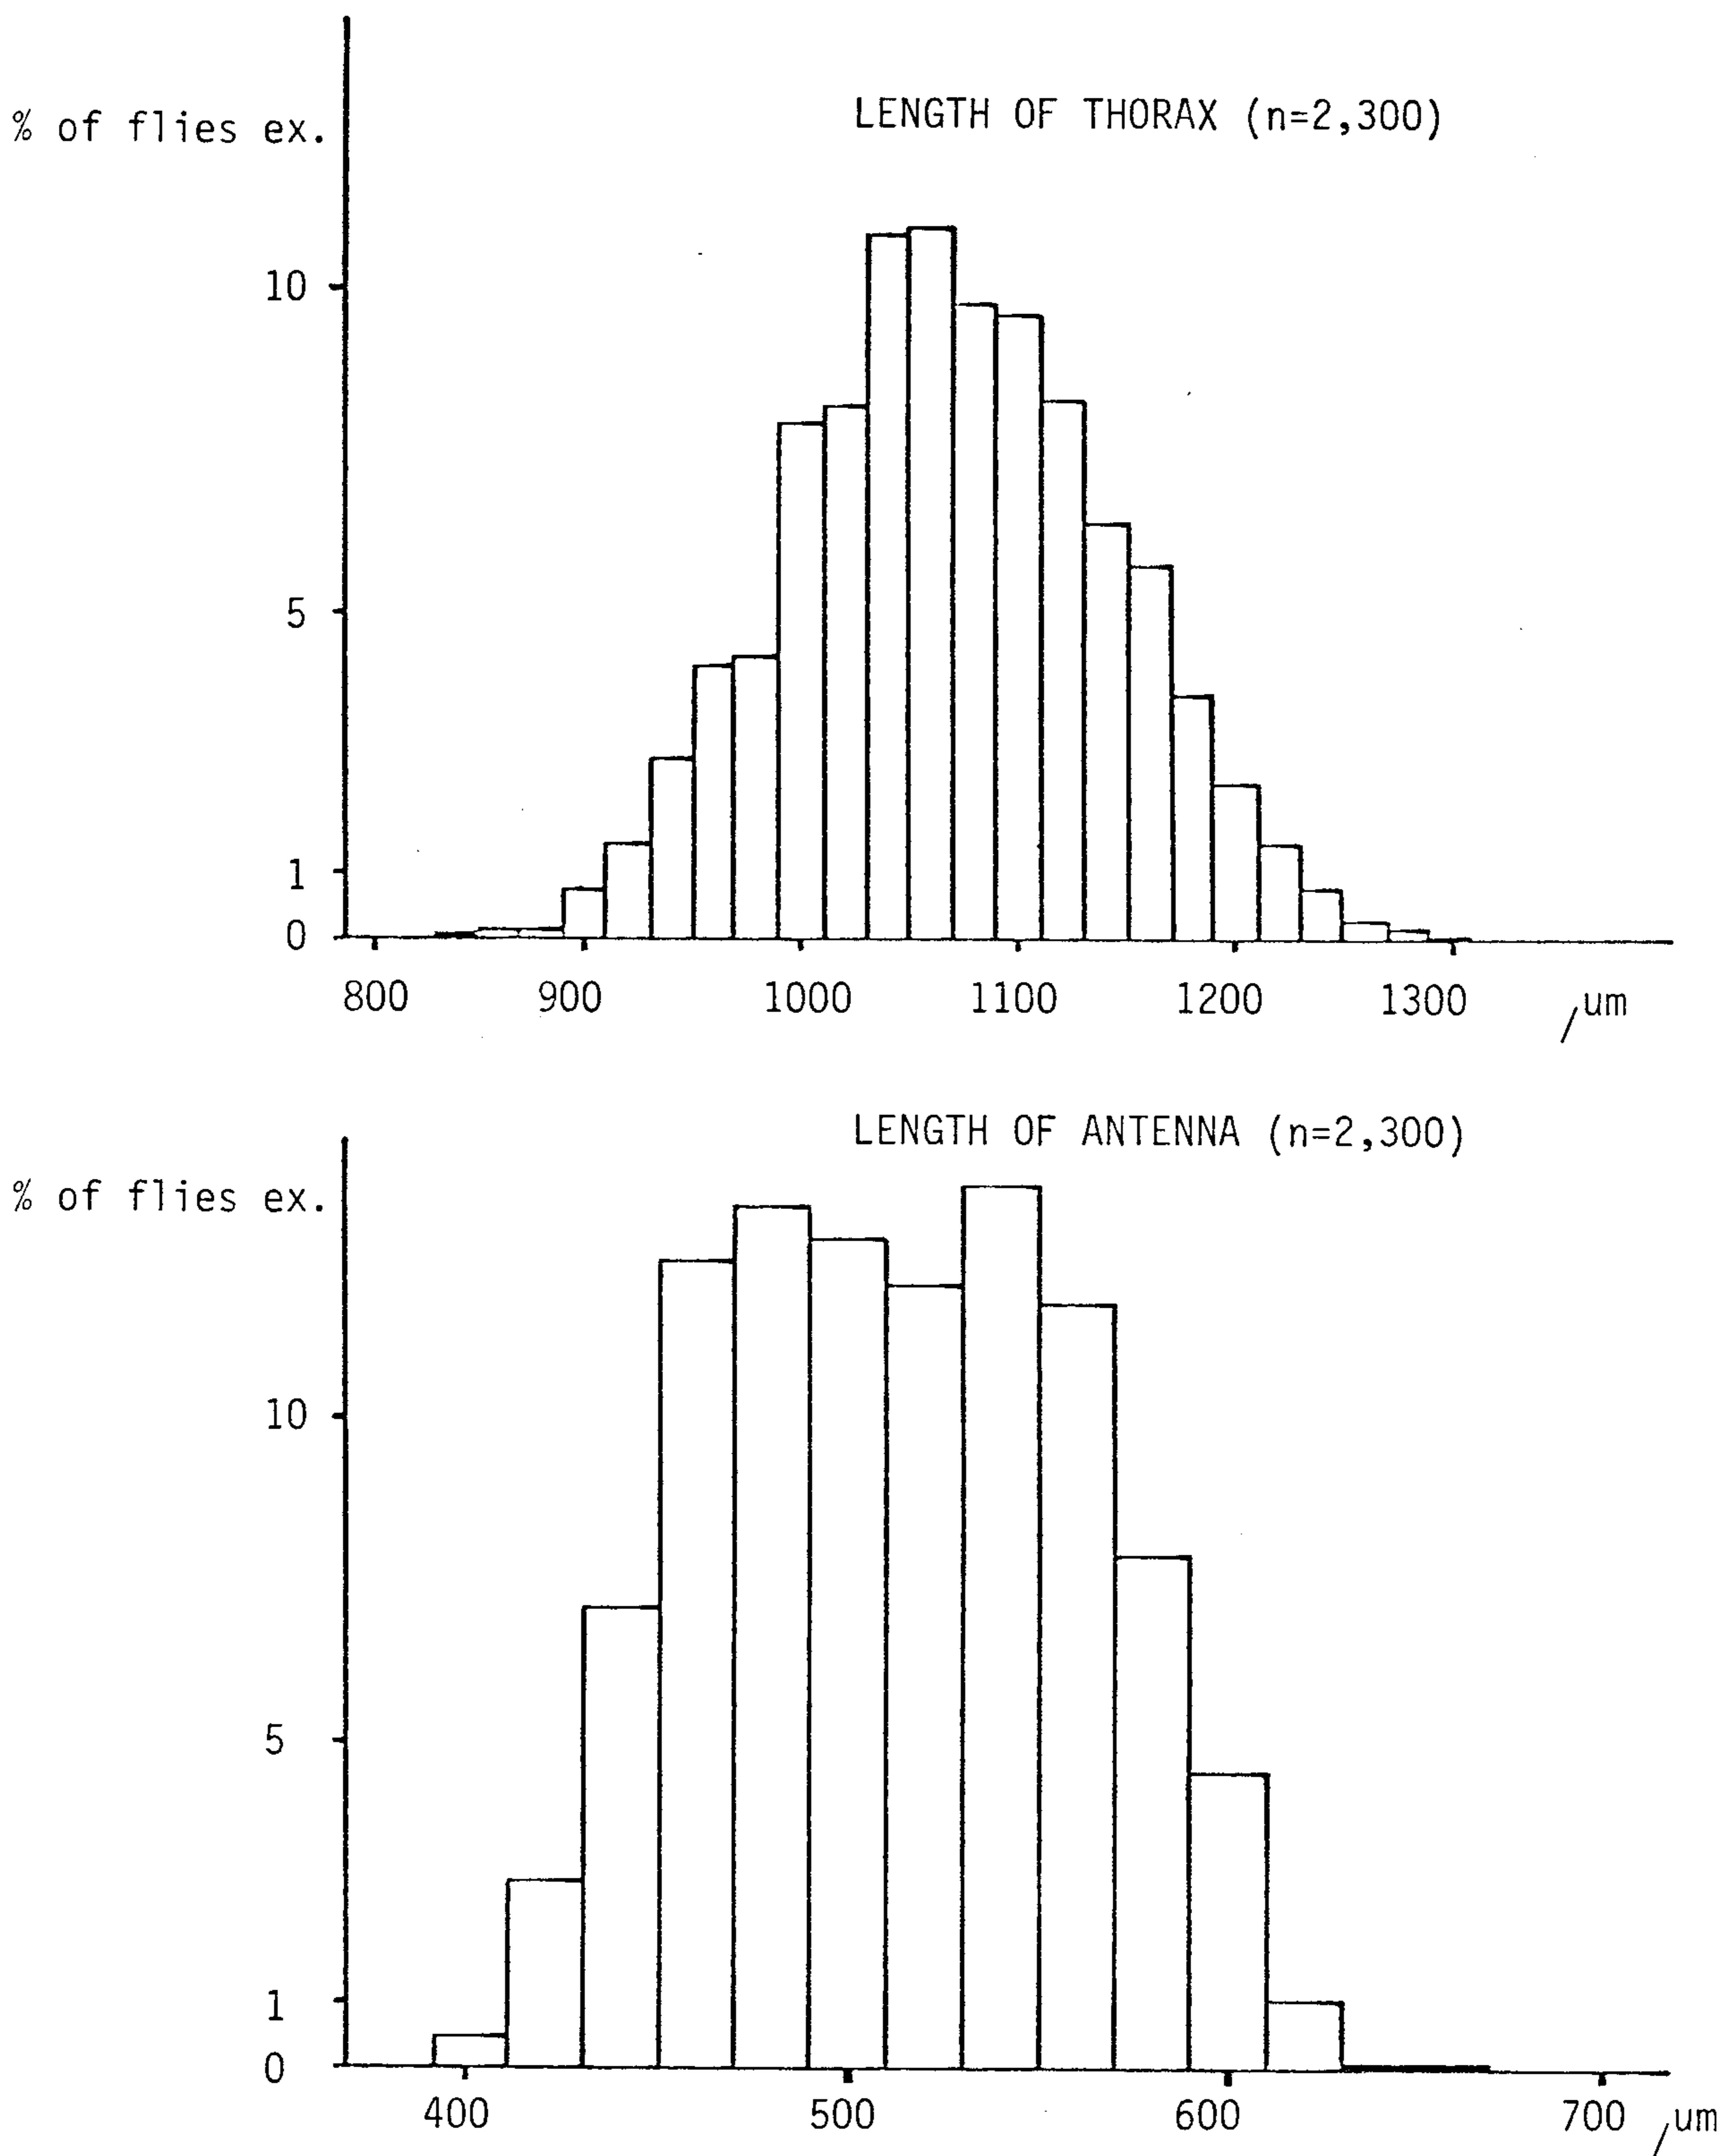 LENGTH OF THORAX (n=2,300)
% of flies ex.
10
5
1
0
800 900 1000 1100 1200 1300 /um
LENGTH OF ANTENNA (n=2,300)
% of flies ex.
10
5
1
0
400 500 600 700 /um